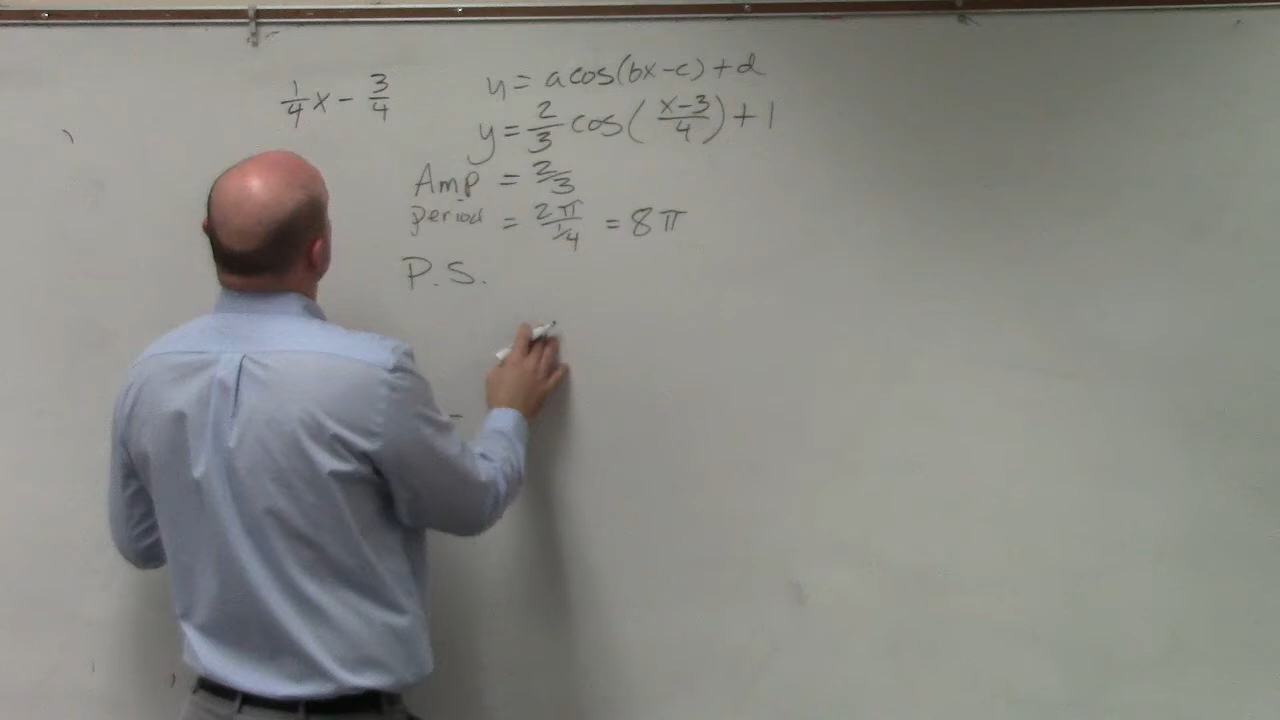 1/4 x - 3/4
y = a cos(bx-c)+d
y = 2/3 cos( x-3/4 ) + 1
Amp = 2/3
period = 2π/1/4 = 8π
P.S.